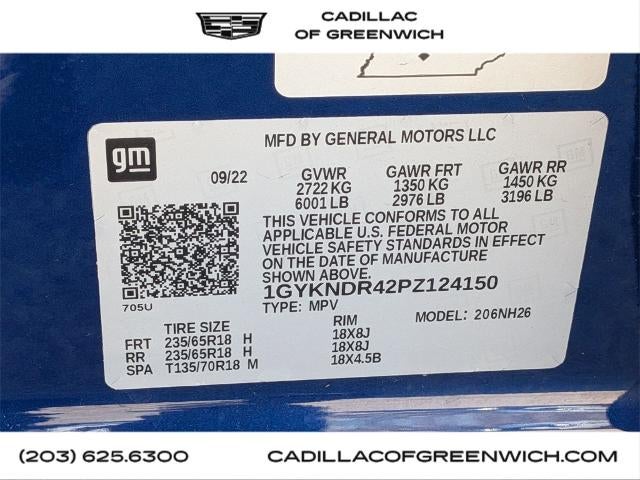 CADILLAC
OF GREENWICH
gm
MFD BY GENERAL MOTORS LLC
09/22 GVWR GAWR FRT GAWR RR
2722 KG 1350 KG 1450 KG
6001 LB 2976 LB 3196 LB
THIS VEHICLE CONFORMS TO ALL
APPLICABLE U.S. FEDERAL MOTOR
VEHICLE SAFETY STANDARDS IN EFFECT
ON THE DATE OF MANUFACTURE
SHOWN ABOVE.
705U 1GYKNDR42PZ124150
TYPE: MPV MODEL: 206NH26
TIRE SIZE RIM
FRT 235/65R18 H 18X8J
RR 235/65R18 H 18X8J
SPA T135/70R18 M 18X4.5B
(203) 625.6300 CADILLACOFGREENWICH.COM